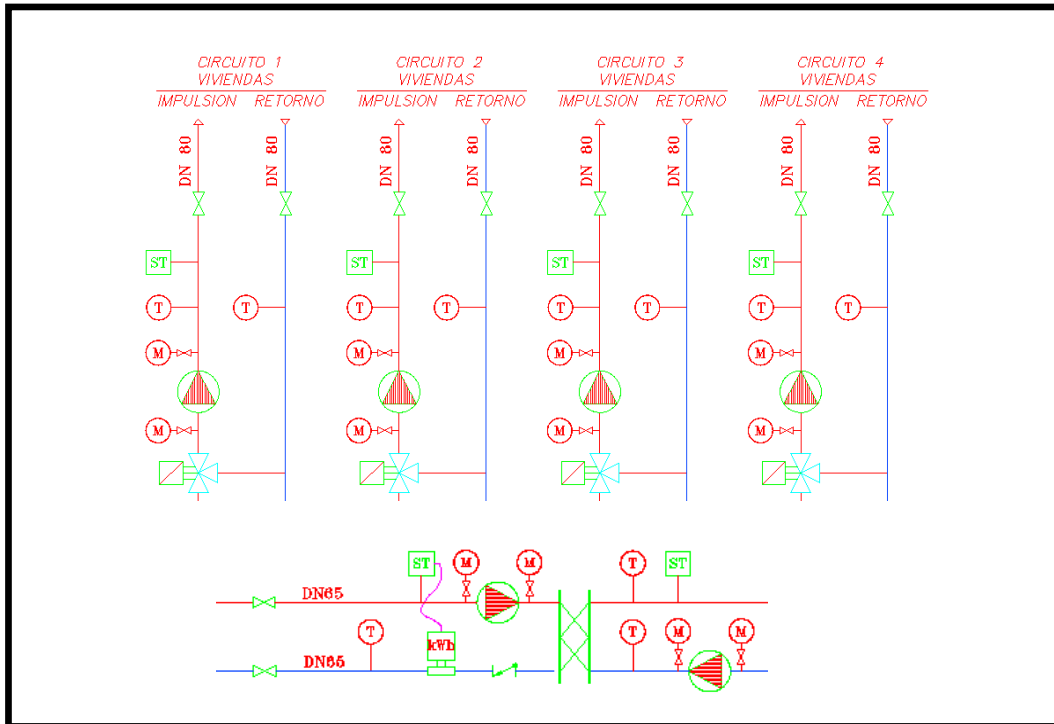 CIRCUITO 1
VIVIENDAS
IMPULSION RETORNO
DN 80
DN 80
ST
T
T
M
M
CIRCUITO 2
VIVIENDAS
IMPULSION RETORNO
DN 80
DN 80
ST
T
T
M
M
CIRCUITO 3
VIVIENDAS
IMPULSION RETORNO
DN 80
DN 80
ST
T
T
M
M
CIRCUITO 4
VIVIENDAS
IMPULSION RETORNO
DN 80
DN 80
ST
T
T
M
M
ST
M
M
T
ST
DN65
T
kWh
T
M
M
DN65